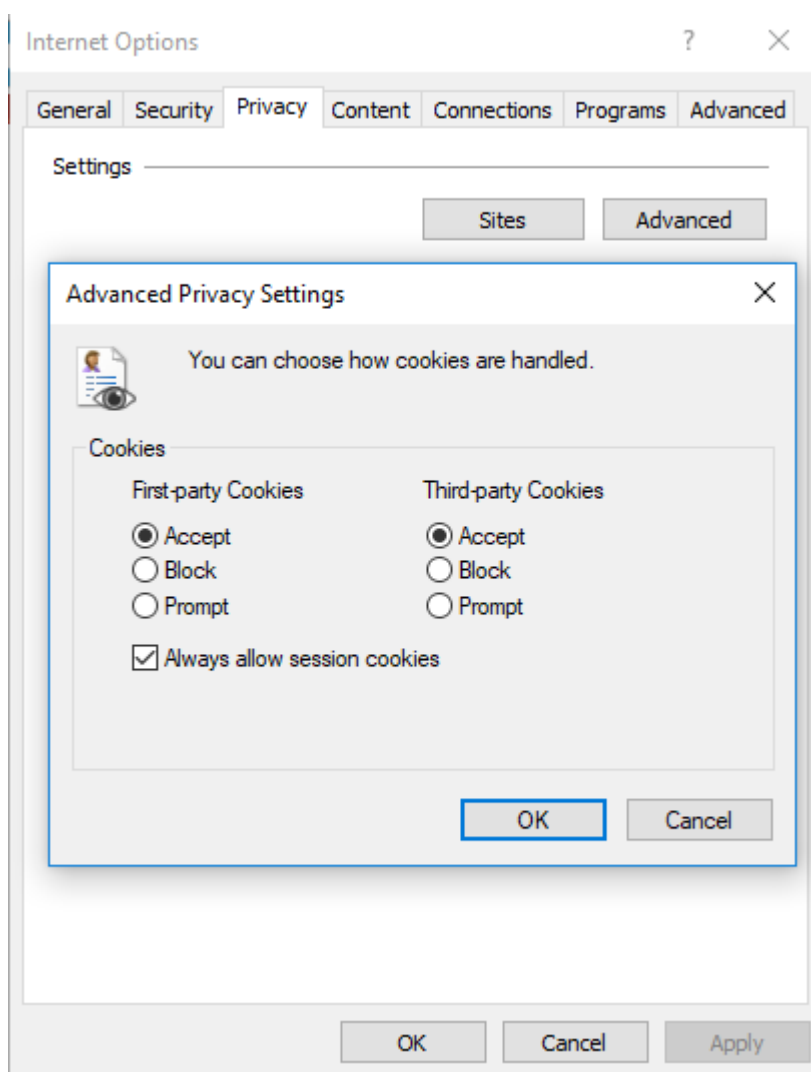 Internet Options ?
General Security Privacy Content Connections Programs Advanced
Settings
Sites Advanced
Advanced Privacy Settings
You can choose how cookies are handled.
Cookies
First-party Cookies Third-party Cookies
Accept Accept
Block Block
Prompt Prompt
Always allow session cookies
OK Cancel
OK Cancel Apply